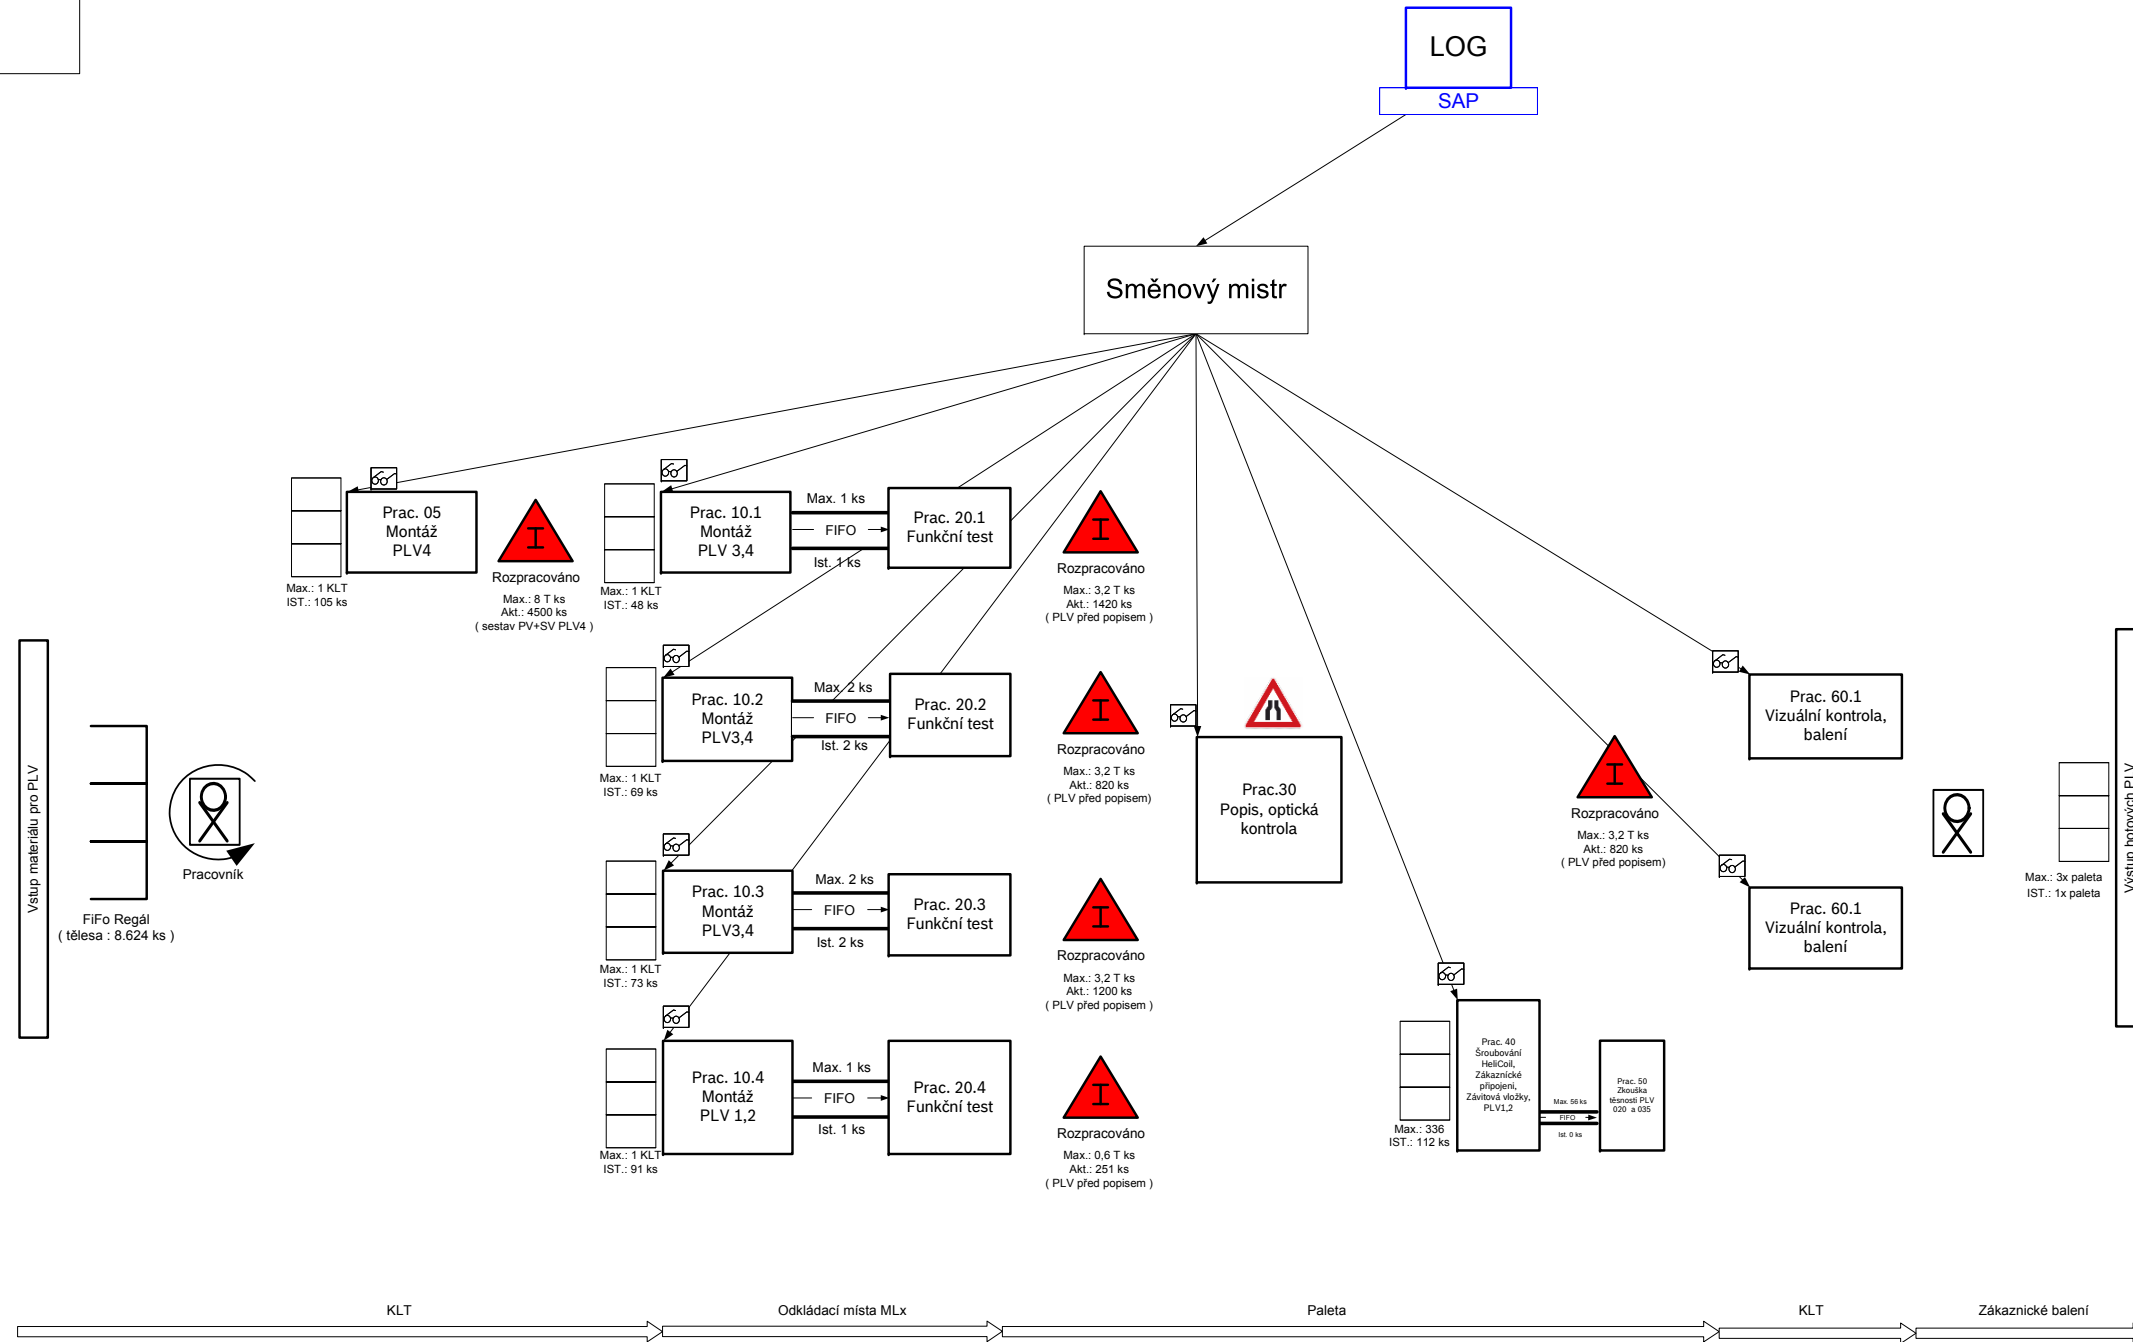 LOG
SAP
Směnový mistr
Prac. 05
Montáž
PLV4
Max.: 1 KLT
IST.: 105 ks
Rozpracováno
Max.: 8 T ks
Akt.: 4500 ks
( sestav PV+SV PLV4 )
Prac. 10.1
Montáž
PLV 3,4
Max.: 1 KLT
IST.: 48 ks
Max. 1 ks
FIFO
Ist. 1 ks
Prac. 20.1
Funkční test
Rozpracováno
Max.: 3,2 T ks
Akt.: 1420 ks
( PLV před popisem )
Prac. 10.2
Montáž
PLV3,4
Max.: 1 KLT
IST.: 69 ks
Max. 2 ks
FIFO
Ist. 2 ks
Prac. 20.2
Funkční test
Rozpracováno
Max.: 3,2 T ks
Akt.: 820 ks
( PLV před popisem)
Prac. 10.3
Montáž
PLV3,4
Max.: 1 KLT
IST.: 73 ks
Max. 2 ks
FIFO
Ist. 2 ks
Prac. 20.3
Funkční test
Rozpracováno
Max.: 3,2 T ks
Akt.: 1200 ks
( PLV před popisem )
Prac. 10.4
Montáž
PLV 1,2
Max.: 1 KLT
IST.: 91 ks
Max. 1 ks
FIFO
Ist. 1 ks
Prac. 20.4
Funkční test
Rozpracováno
Max.: 0,6 T ks
Akt.: 251 ks
( PLV před popisem )
Vstup materiálu pro PLV
FiFo Regál
( tělesa : 8.624 ks )
Pracovník
Prac.30
Popis, optická
kontrola
Prac. 40
Šroubování
HeliCoil,
Zákaznícké
připojení,
Závitová vložky,
PLV1,2
Max.: 336
IST.: 112 ks
Max. 56 ks
FIFO
Ist. 0 ks
Prac. 50
Zkouška
těsnosti PLV
020 a 035
Rozpracováno
Max.: 3,2 T ks
Akt.: 820 ks
( PLV před popisem)
Prac. 60.1
Vizuální kontrola,
balení
Prac. 60.1
Vizuální kontrola,
balení
Max.: 3x paleta
IST.: 1x paleta
Výstup hotových PLV
KLT
Odkládací místa MLx
Paleta
KLT
Zákaznické balení